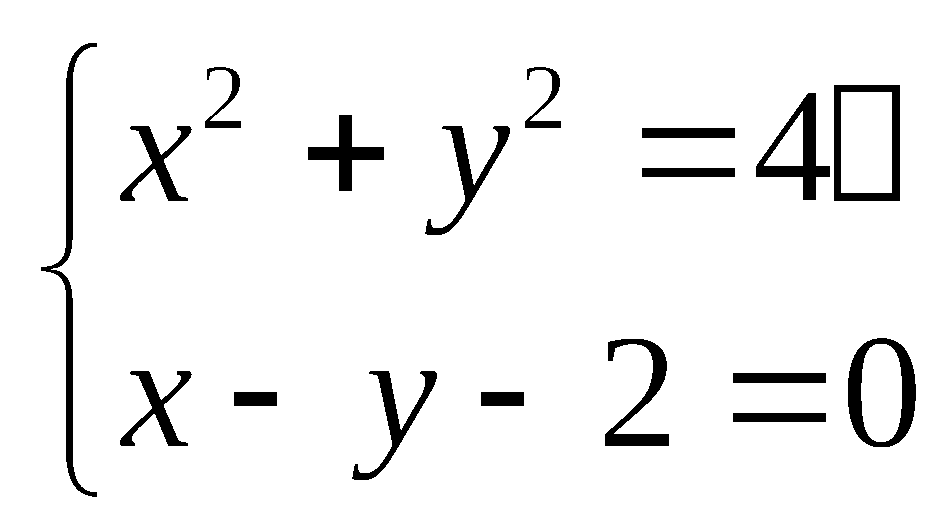 x² + y² =4▯
x - y - 2 =0